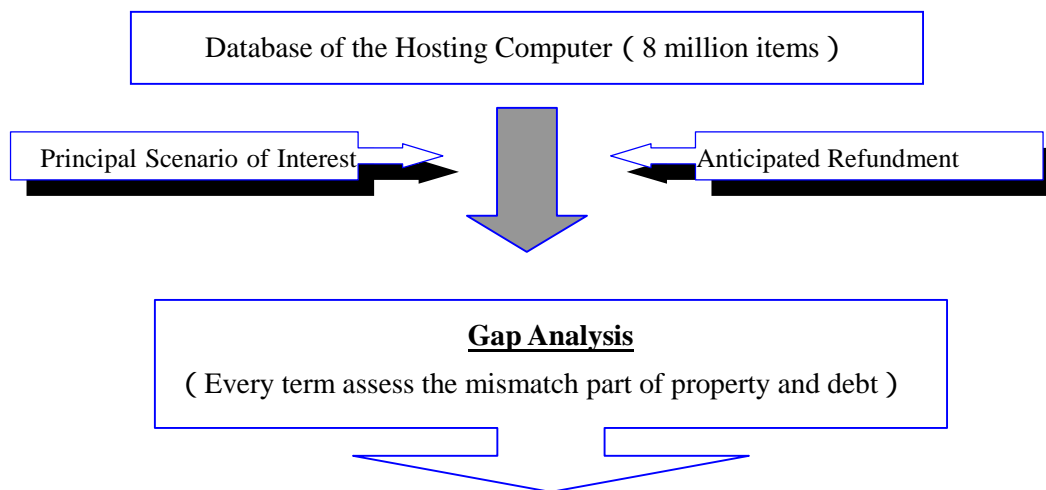 Database of the Hosting Computer ( 8 million items )
Principal Scenario of Interest
Anticipated Refundment
Gap Analysis
( Every term assess the mismatch part of property and debt )